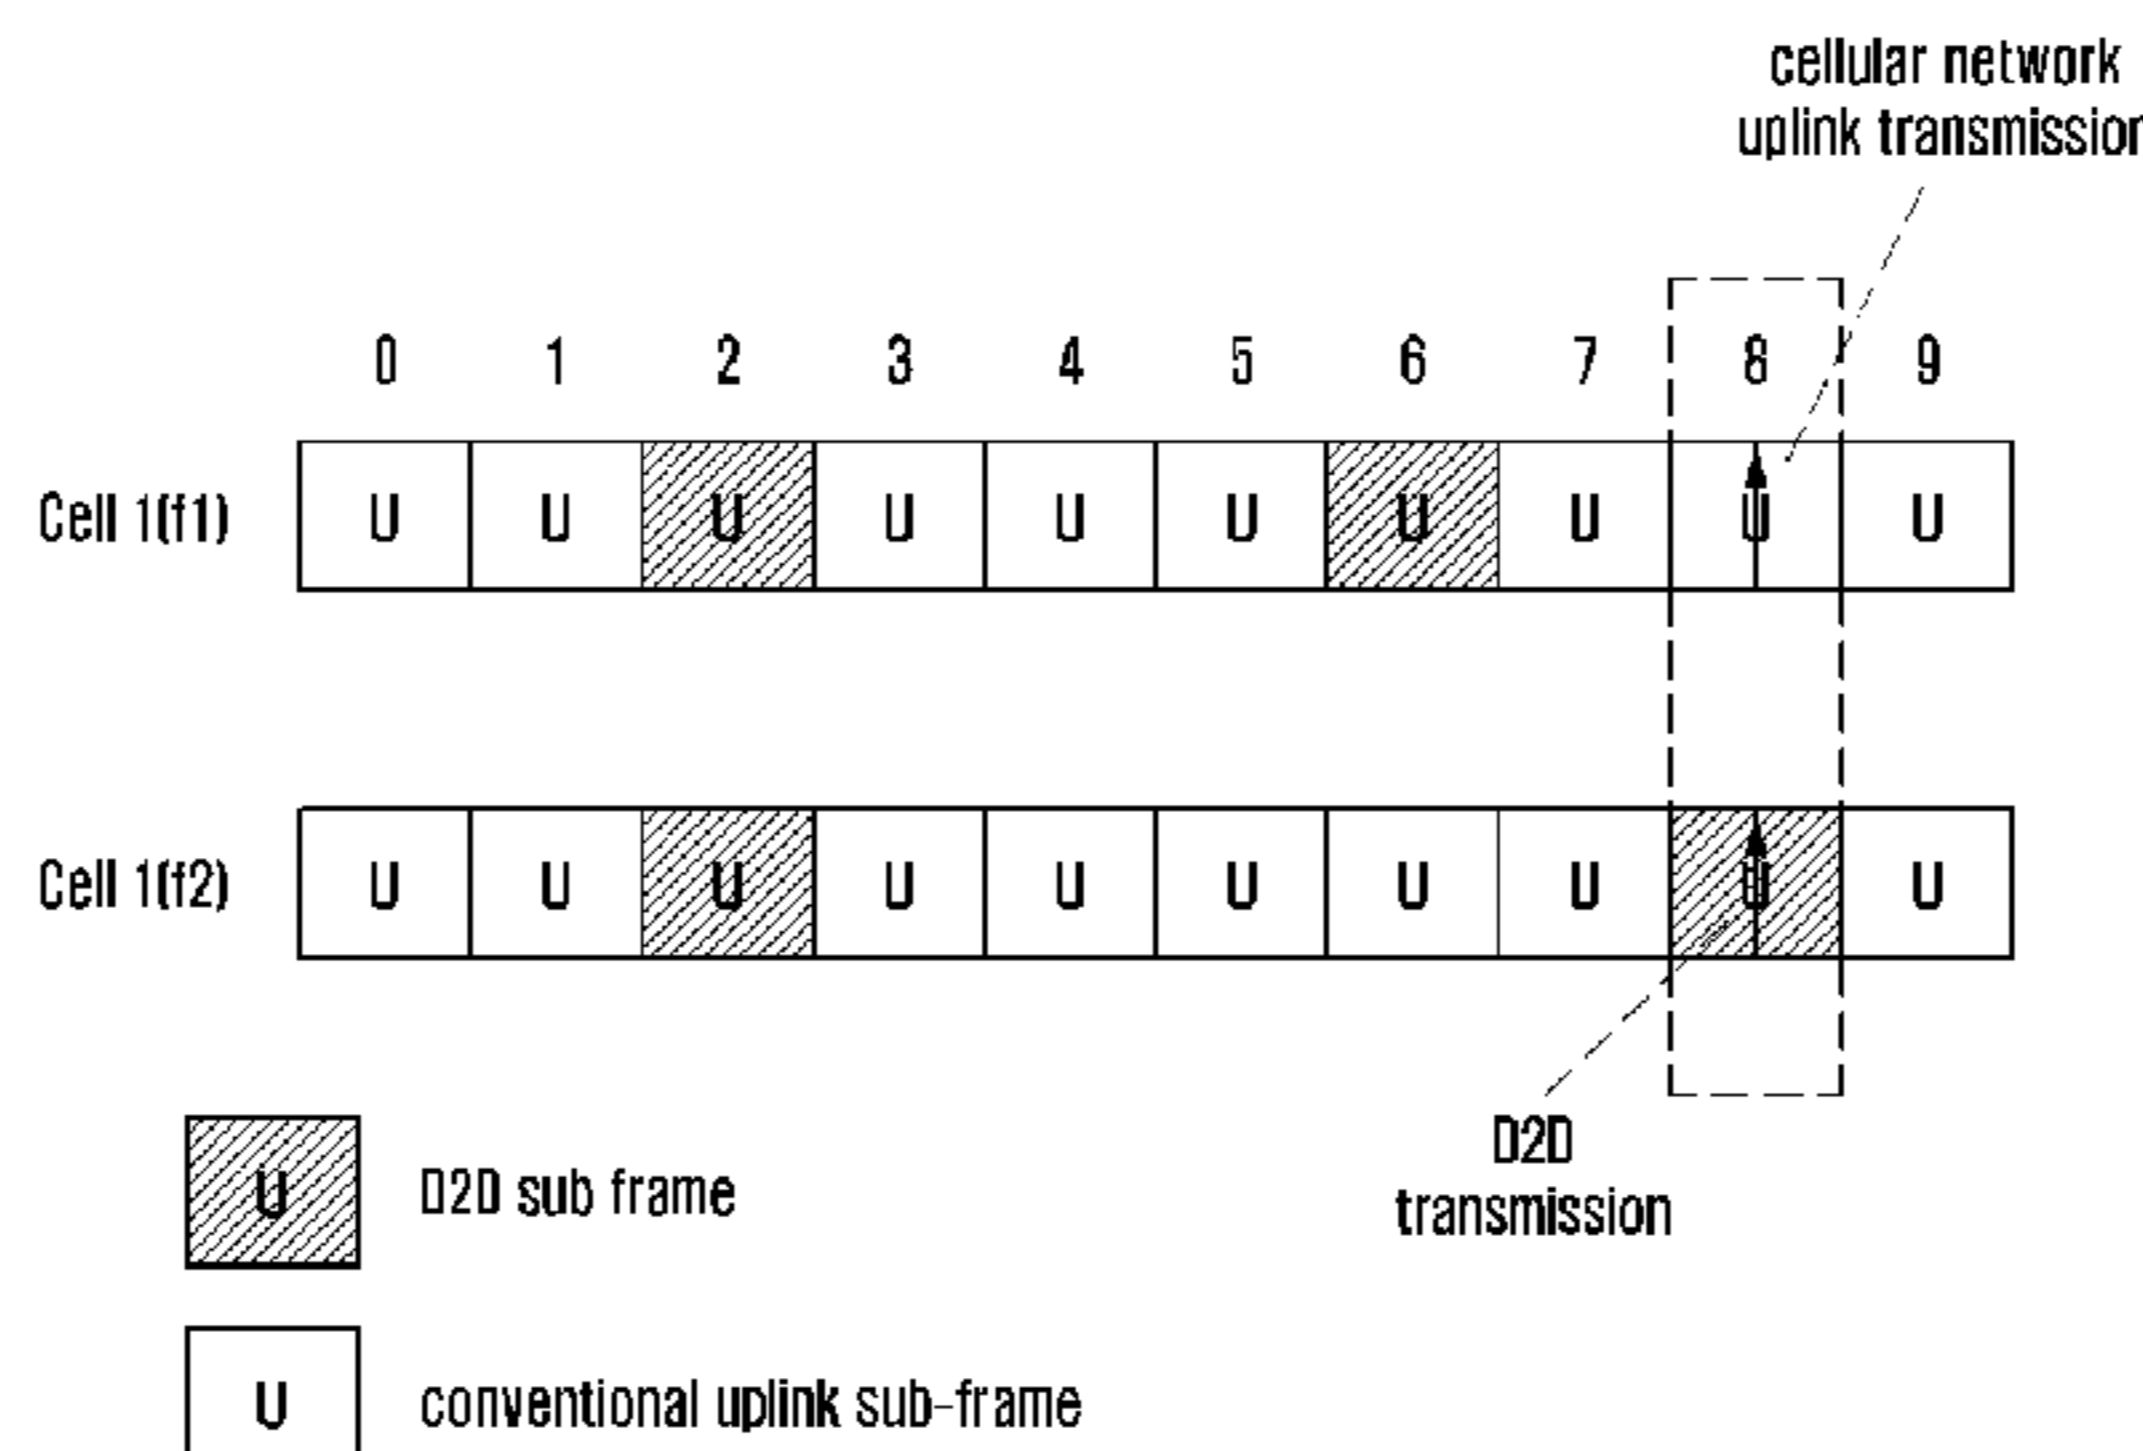 cellular network
uplink transmission
0 1 2 3 4 5 6 7 8 9
Cell 1(f1) U U U U U U U U U U
Cell 1(f2) U U U U U U U U U U
D2D
transmission
U D2D sub frame
U conventional uplink sub-frame